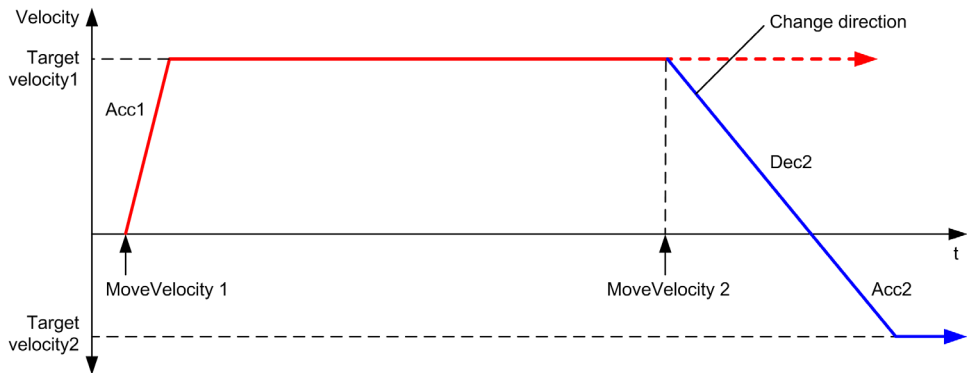 Velocity
Change direction
Target
velocity1
Acc1
Dec2
t
MoveVelocity 1
MoveVelocity 2
Acc2
Target
velocity2